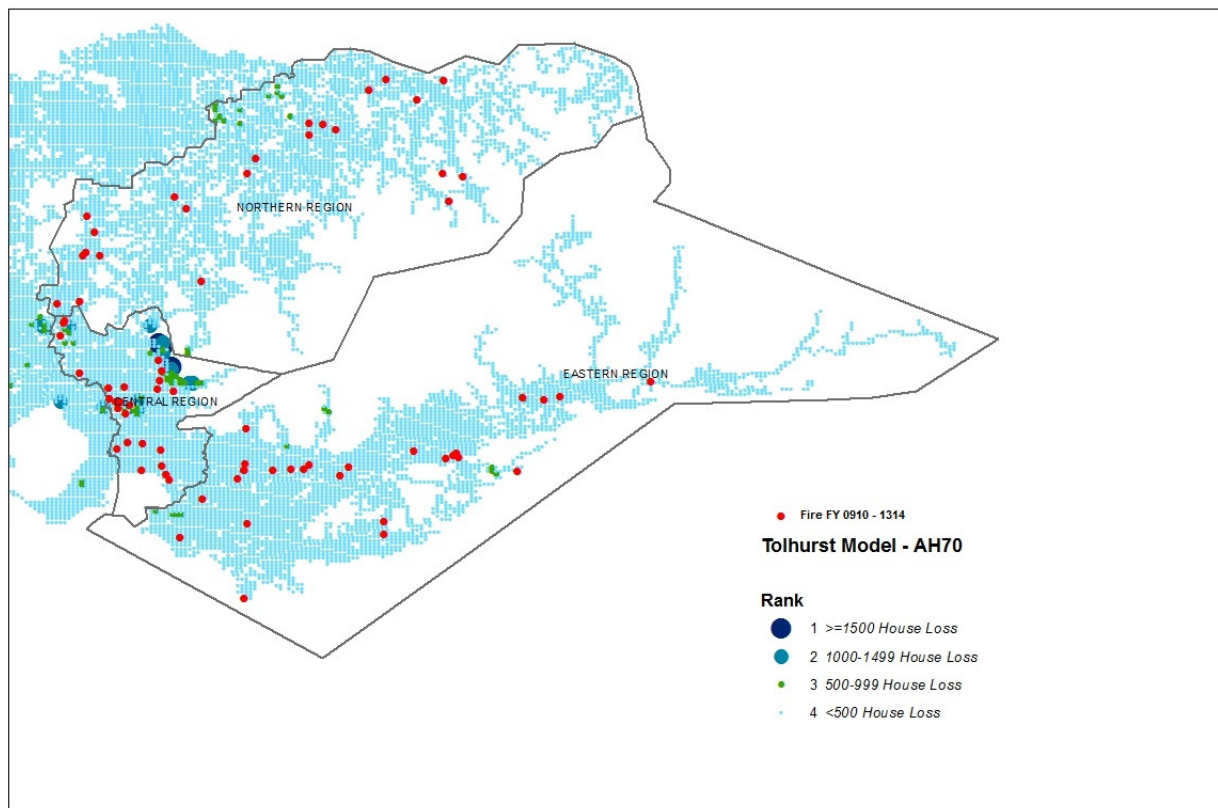 NORTHERN REGION
EASTERN REGION
CENTRAL REGION
Fire FY 0910 - 1314
Tolhurst Model - AH70
Rank
1 >=1500 House Loss
2 1000-1499 House Loss
3 500-999 House Loss
4 <500 House Loss